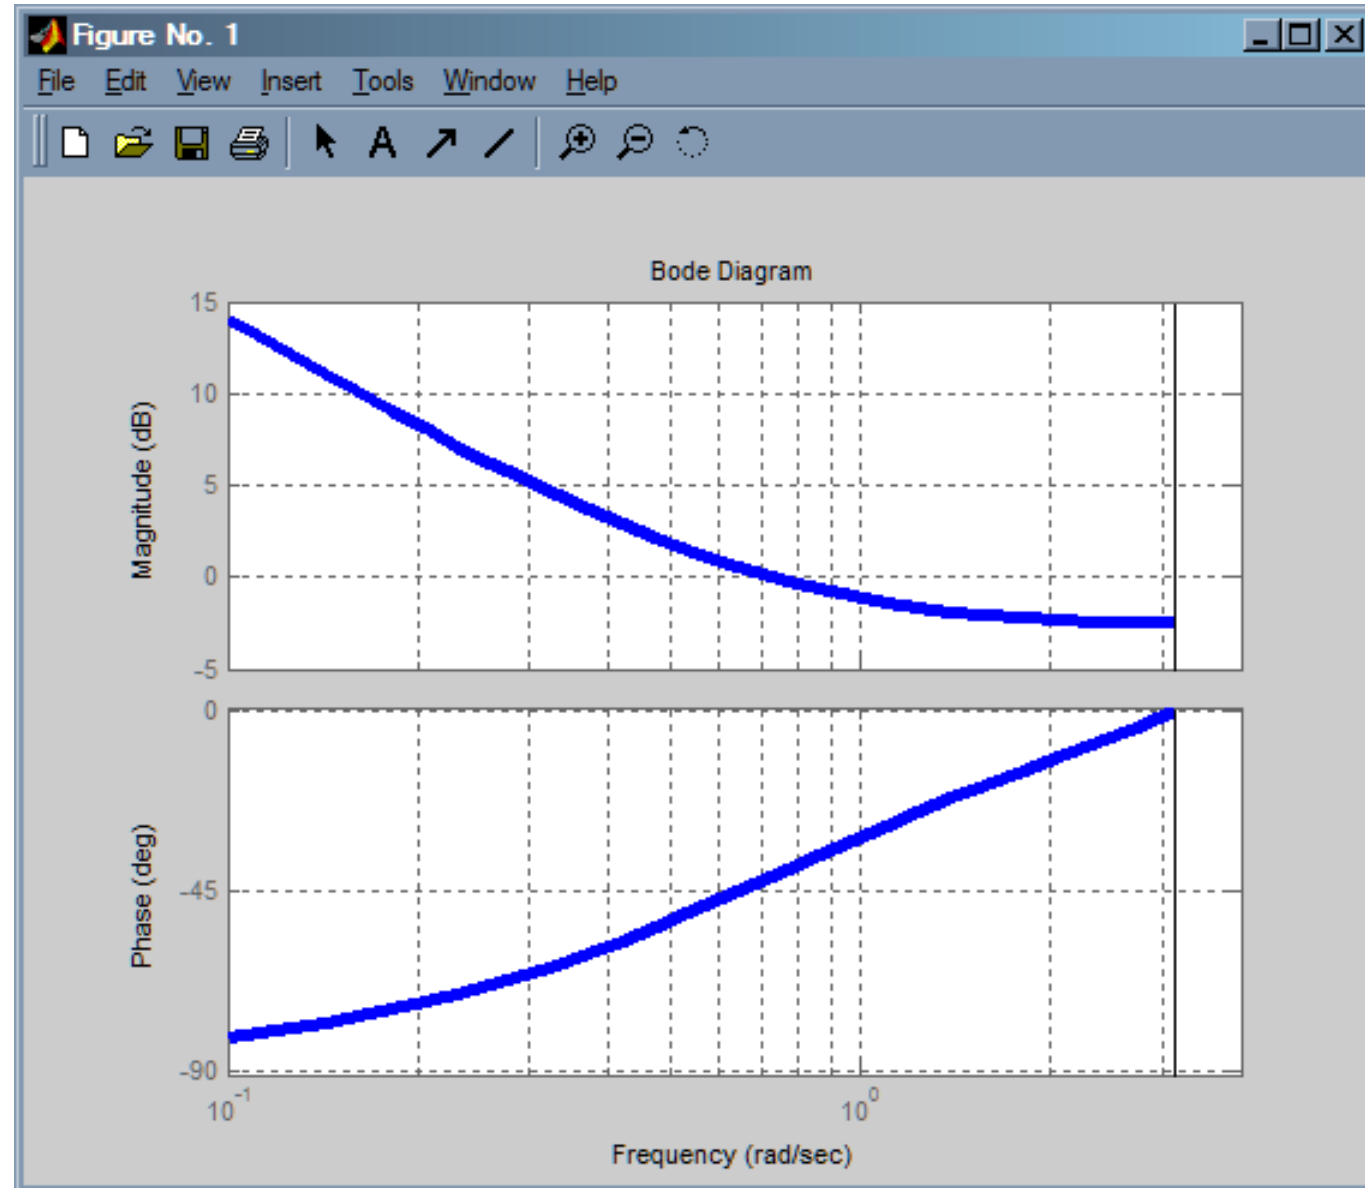 Figure No. 1
File Edit View Insert Tools Window Help
A
Bode Diagram
15
10
5
0
-5
Magnitude (dB)
0
-45
-90
Phase (deg)
10^-1 10^0
Frequency (rad/sec)